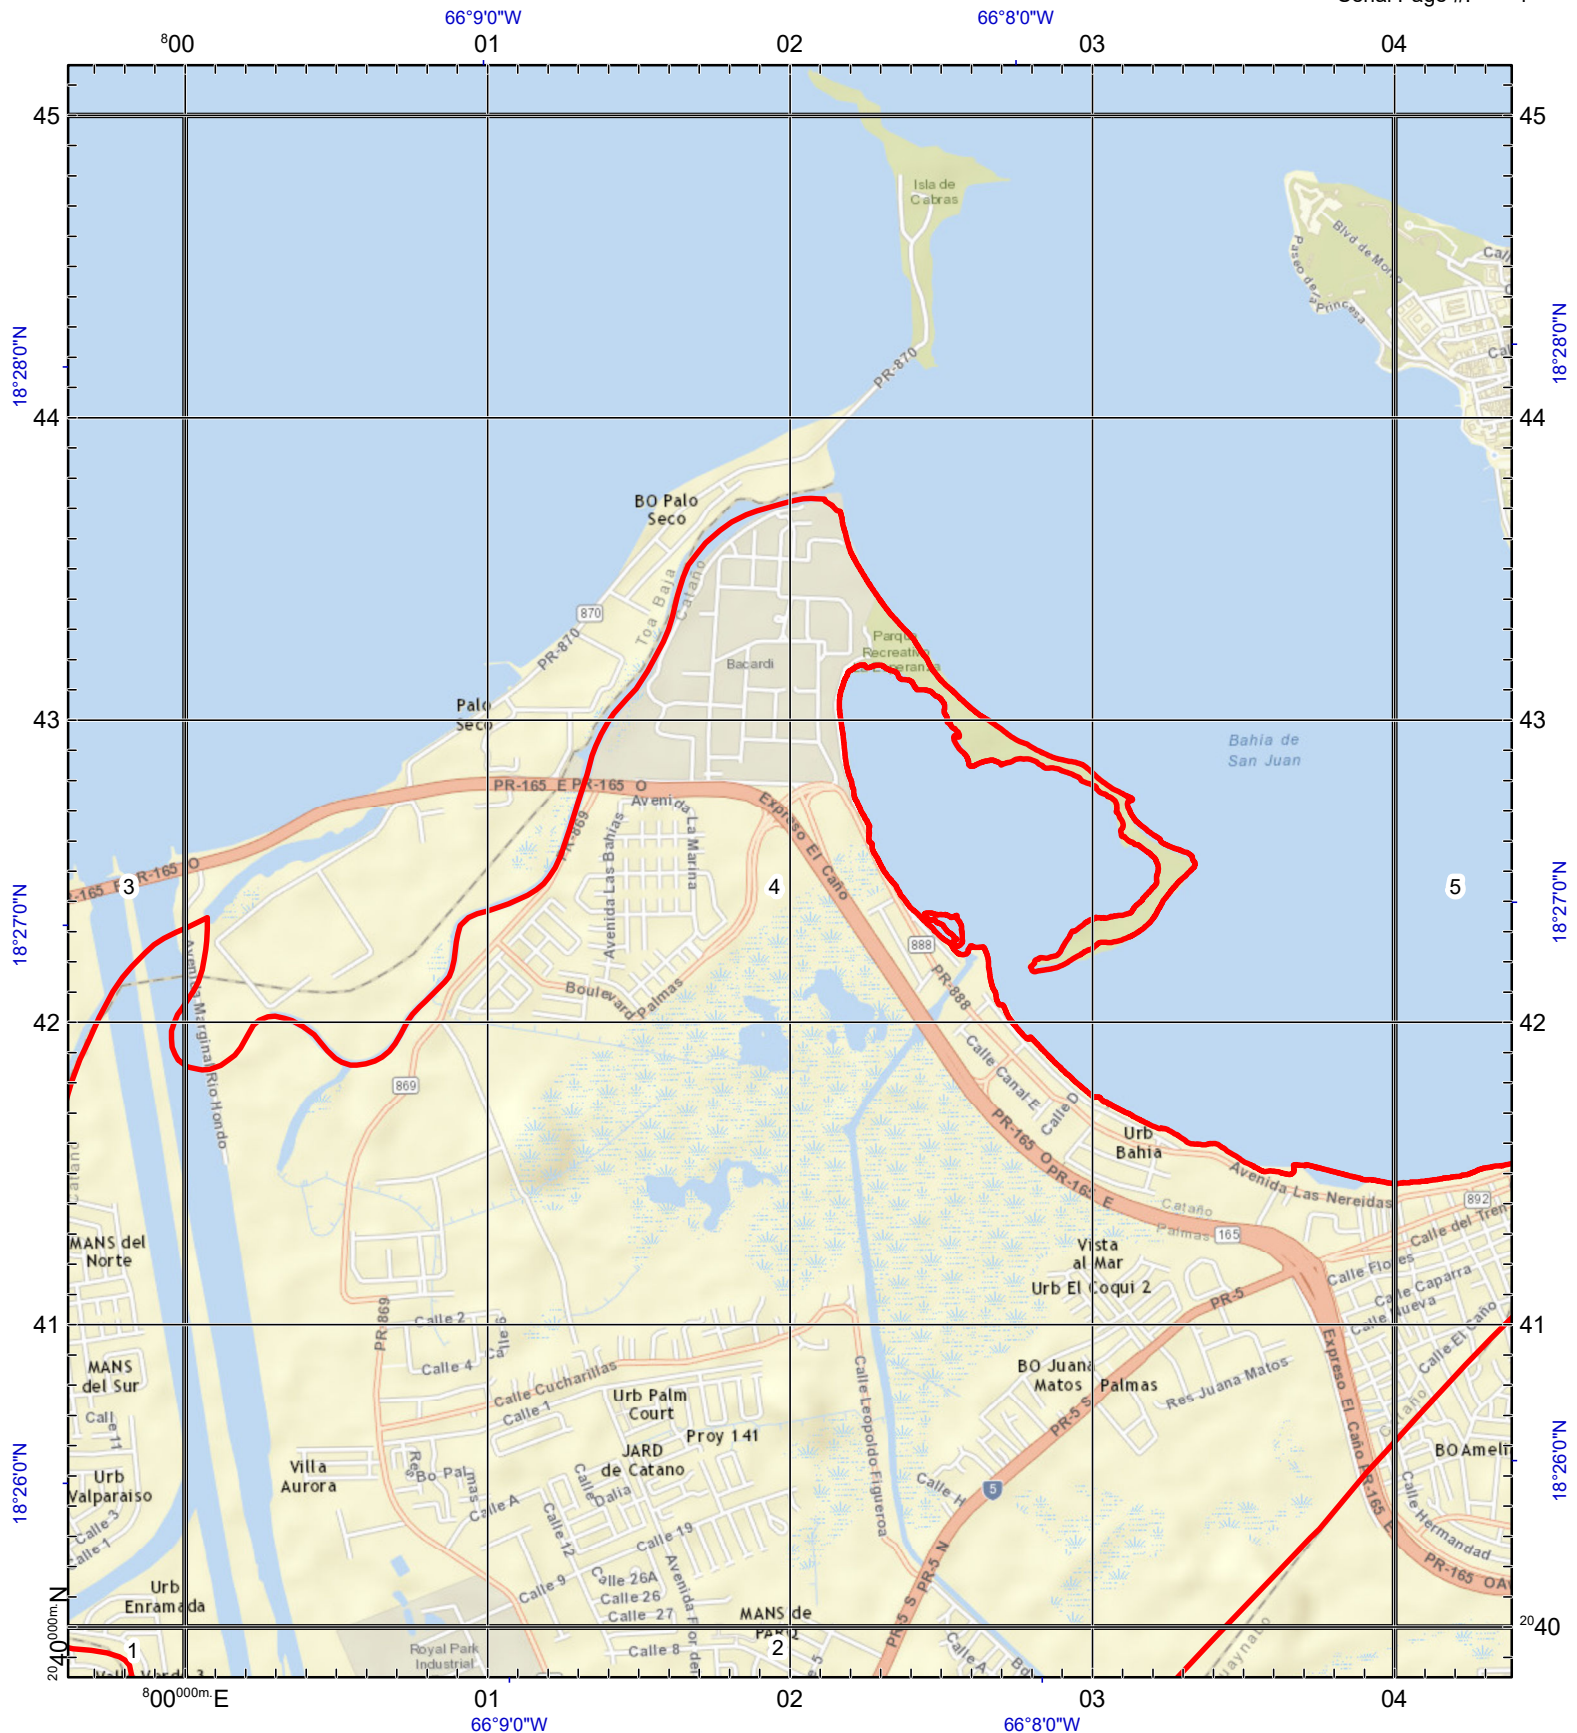 66°9'0"W 66°8'0"W
800 01 02 03 04
45 45
Isla de
Cabras
Blvd de Morro
Paseo de la Princesa
18°28'0"N 18°28'0"N
PR-870
44 44
BO Palo
Seco
Toa Baja
Cataño
870
PR-870
Parque
Recreativo
Bacardi
Palo
Seco
43 43
Bahia de
San Juan
PR-165 E PR-165 O
Avenida La Marina
Expreso El Caño
PR-869
Avenida Las Bahías
PR-165 O
3 4 5
18°27'0"N 18°27'0"N
888
PR-888
Boulevard Palmas
Avenida Marginal Rio Hondo
42 42
Calle Canal E
Calle D
869
PR-165 O
PR-165 E
Urb
Bahia
Avenida Las Nereidas
892
Cataño
Palmas
165
Calle del Tren
MANS del
Norte
Vista
al Mar
Urb El Coqui 2
Calle Flores
Calle Caparra
Calle Nueva
PR-5
PR-869
Calle 2
41 41
Calle El Caño
Calle 4
MANS
del Sur
Calle Cucharillas
Calle 1
Urb Palm
Court
Calle Leopoldo Figueroa
BO Juana
Matos Palmas
Res Juana Matos
PR-5 S
Expreso El Caño
Cataño
Proy 141
JARD
de Catano
Villa
Aurora
Urb
Valparaiso
Calle 3
Calle 1
Calle A
Calle 12
Calle Dalia
Calle 19
Calle H
5
PR-165 E
Calle Hermandad
18°26'0"N 18°26'0"N
Calle 9
Calle 26A
Calle 26
Calle 27
Calle 8
PR-5 S PR-5 N
Urb
Enramada
MANS de
Calle A
2040000m.N 2040
1 2
Royal Park
Industrial
800000m.E 01 02 03 04
66°9'0"W 66°8'0"W